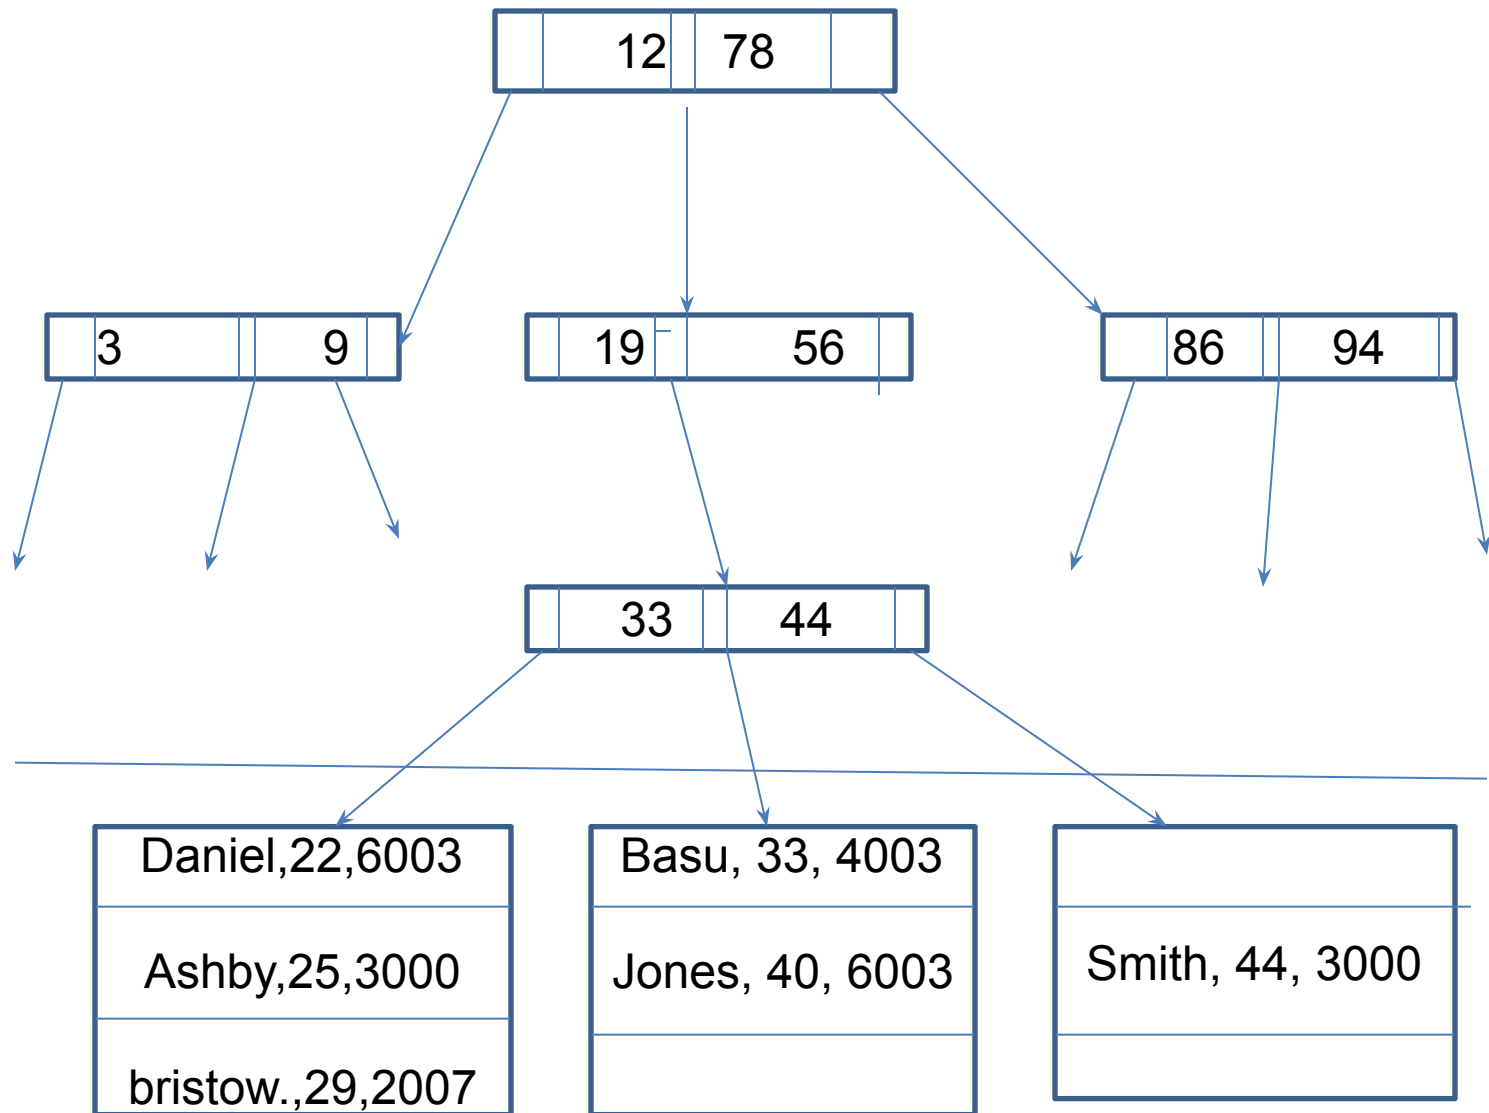 12 78
3 9 19 56 86 94
33 44
Daniel,22,6003 Basu, 33, 4003
Ashby,25,3000 Jones, 40, 6003 Smith, 44, 3000
bristow.,29,2007